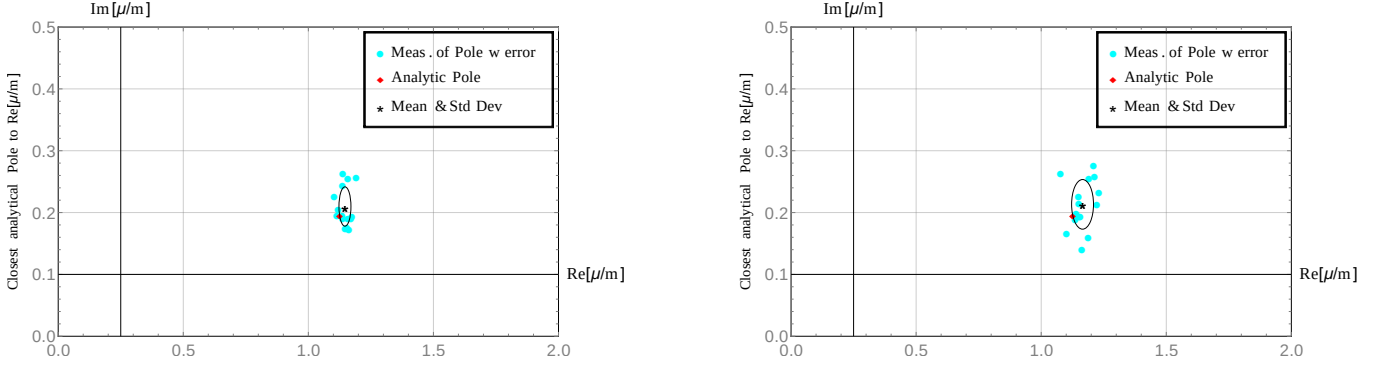 Im[μ/m]
0.5
0.4
0.3
0.2
0.1
0.0
Closest analytical Pole to Re[μ/m]
Meas. of Pole w error
Analytic Pole
Mean & Std Dev
Re[μ/m]
0.0 0.5 1.0 1.5 2.0
Im[μ/m]
0.5
0.4
0.3
0.2
0.1
0.0
Closest analytical Pole to Re[μ/m]
Meas. of Pole w error
Analytic Pole
Mean & Std Dev
Re[μ/m]
0.0 0.5 1.0 1.5 2.0